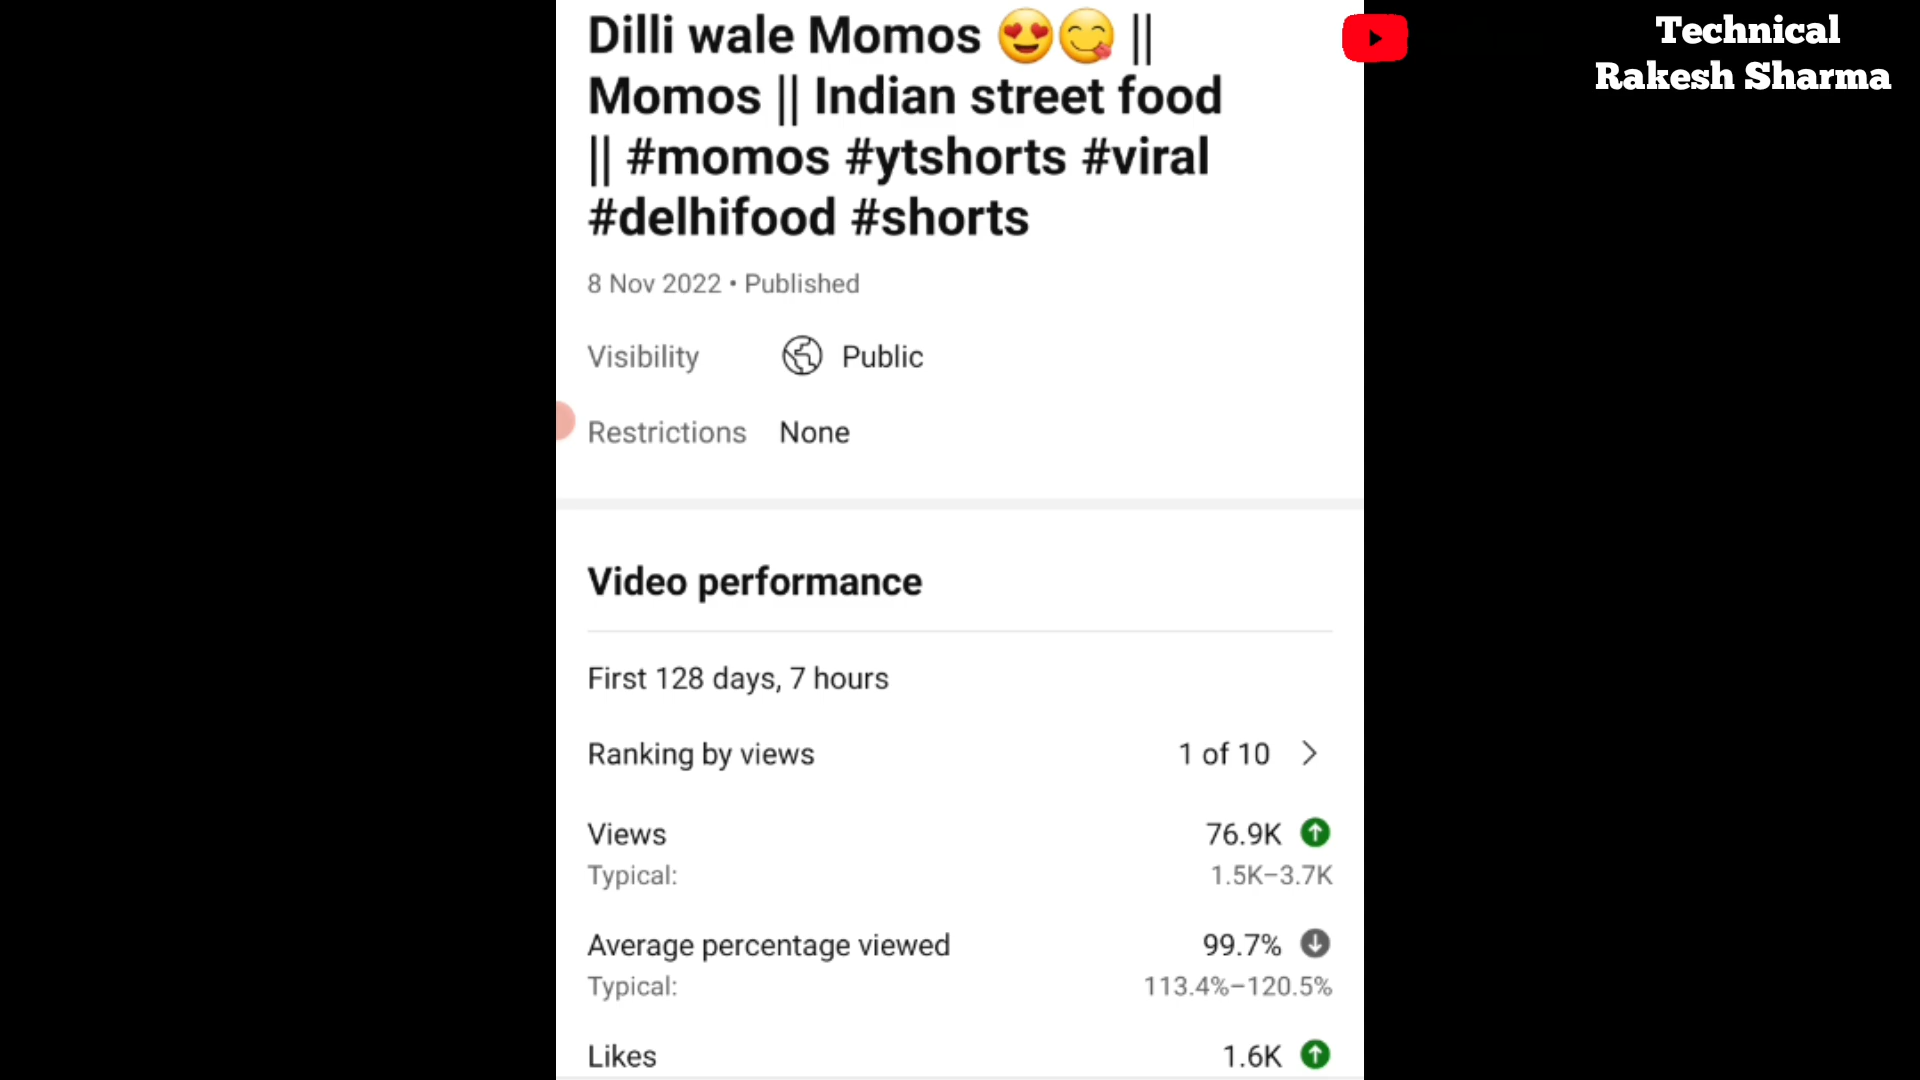 Dilli wale Momos 😍😋 ||
Momos || Indian street food
|| #momos #ytshorts #viral
#delhifood #shorts
8 Nov 2022 • Published
Visibility Public
Restrictions None
Video performance
First 128 days, 7 hours
Ranking by views 1 of 10
Views 76.9K
Typical: 1.5K–3.7K
Average percentage viewed 99.7%
Typical: 113.4%–120.5%
Likes 1.6K
Technical
Rakesh Sharma